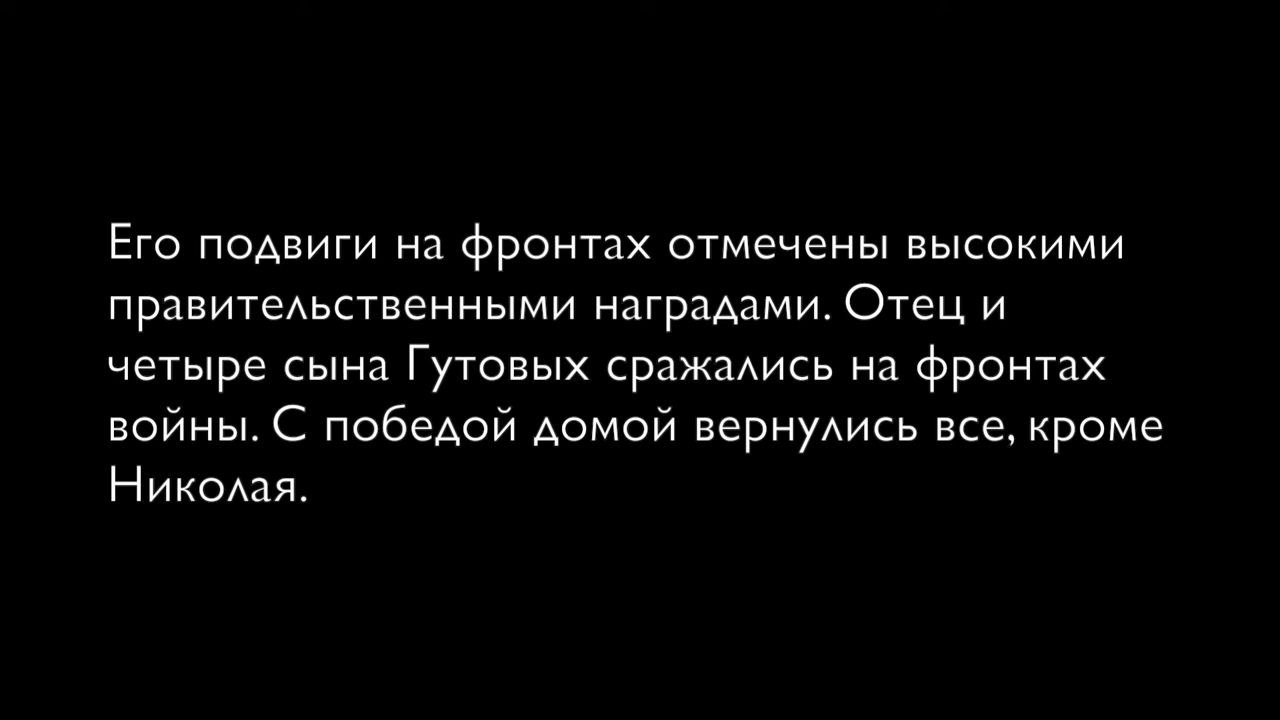 Его подвиги на фронтах отмечены высокими
правительственными наградами. Отец и
четыре сына Гутовых сражались на фронтах
войны. С победой домой вернулись все, кроме
Николая.